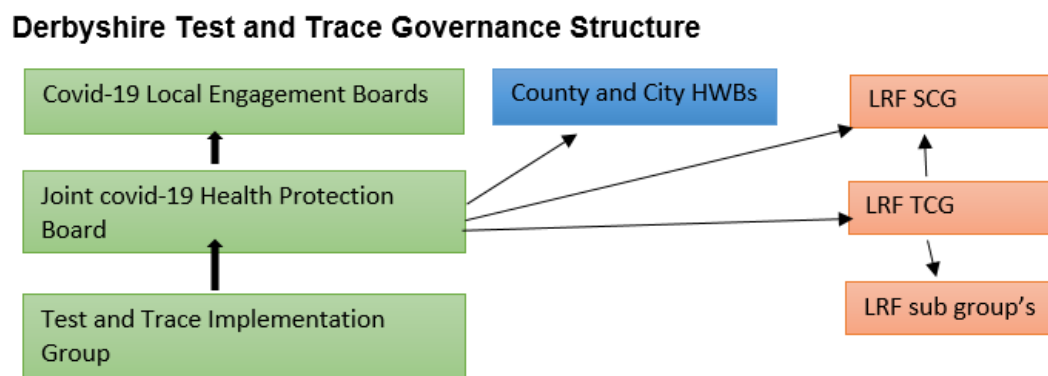 Derbyshire Test and Trace Governance Structure
Covid-19 Local Engagement Boards
County and City HWBs
LRF SCG
Joint covid-19 Health Protection
Board
LRF TCG
Test and Trace Implementation
Group
LRF sub group’s